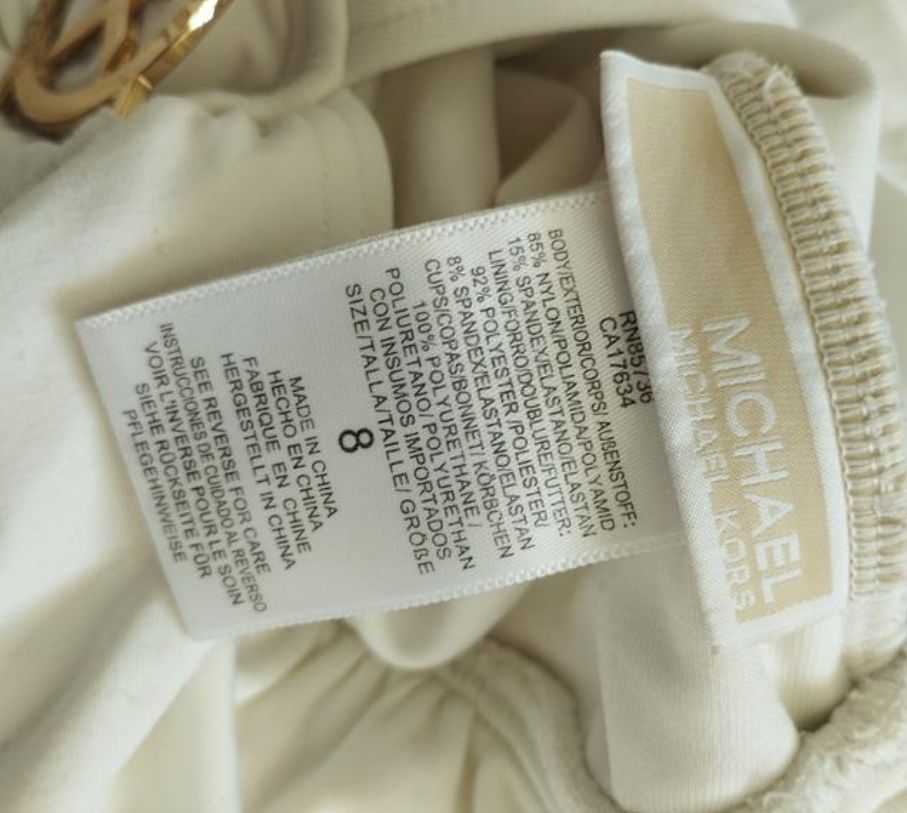 MICHAEL
MICHAEL KORS
RN85736
CA17634
BODY/EXTERIOR/CORPS/ AUßENSTOFF:
85% NYLON/POLIAMIDA/POLYAMID
15% SPANDEX/ELASTANO/ELASTAN
LINING/FORRO/DOUBLURE/FUTTER:
92% POLYESTER /POLIESTER/
8% SPANDEX/ELASTANO/ELASTAN
CUPS/COPAS/BONNET/ KÖRBCHEN
100% POLYURETHANE /
POLIURETANO/ POLYURETHAN
CON INSUMOS IMPORTADOS
SIZE/TALLA/TAILLE/ GRÖßE
8
MADE IN CHINA
HECHO EN CHINA
FABRIQUE EN CHINE
HERGESTELLT IN CHINA
SEE REVERSE FOR CARE
INSTRUCCIONES DE CUIDADO AL REVERSO
VOIR L'INVERSE POUR LE SOIN
SIEHE RÜCKSEITE FÜR
PFLEGEHINWEISE